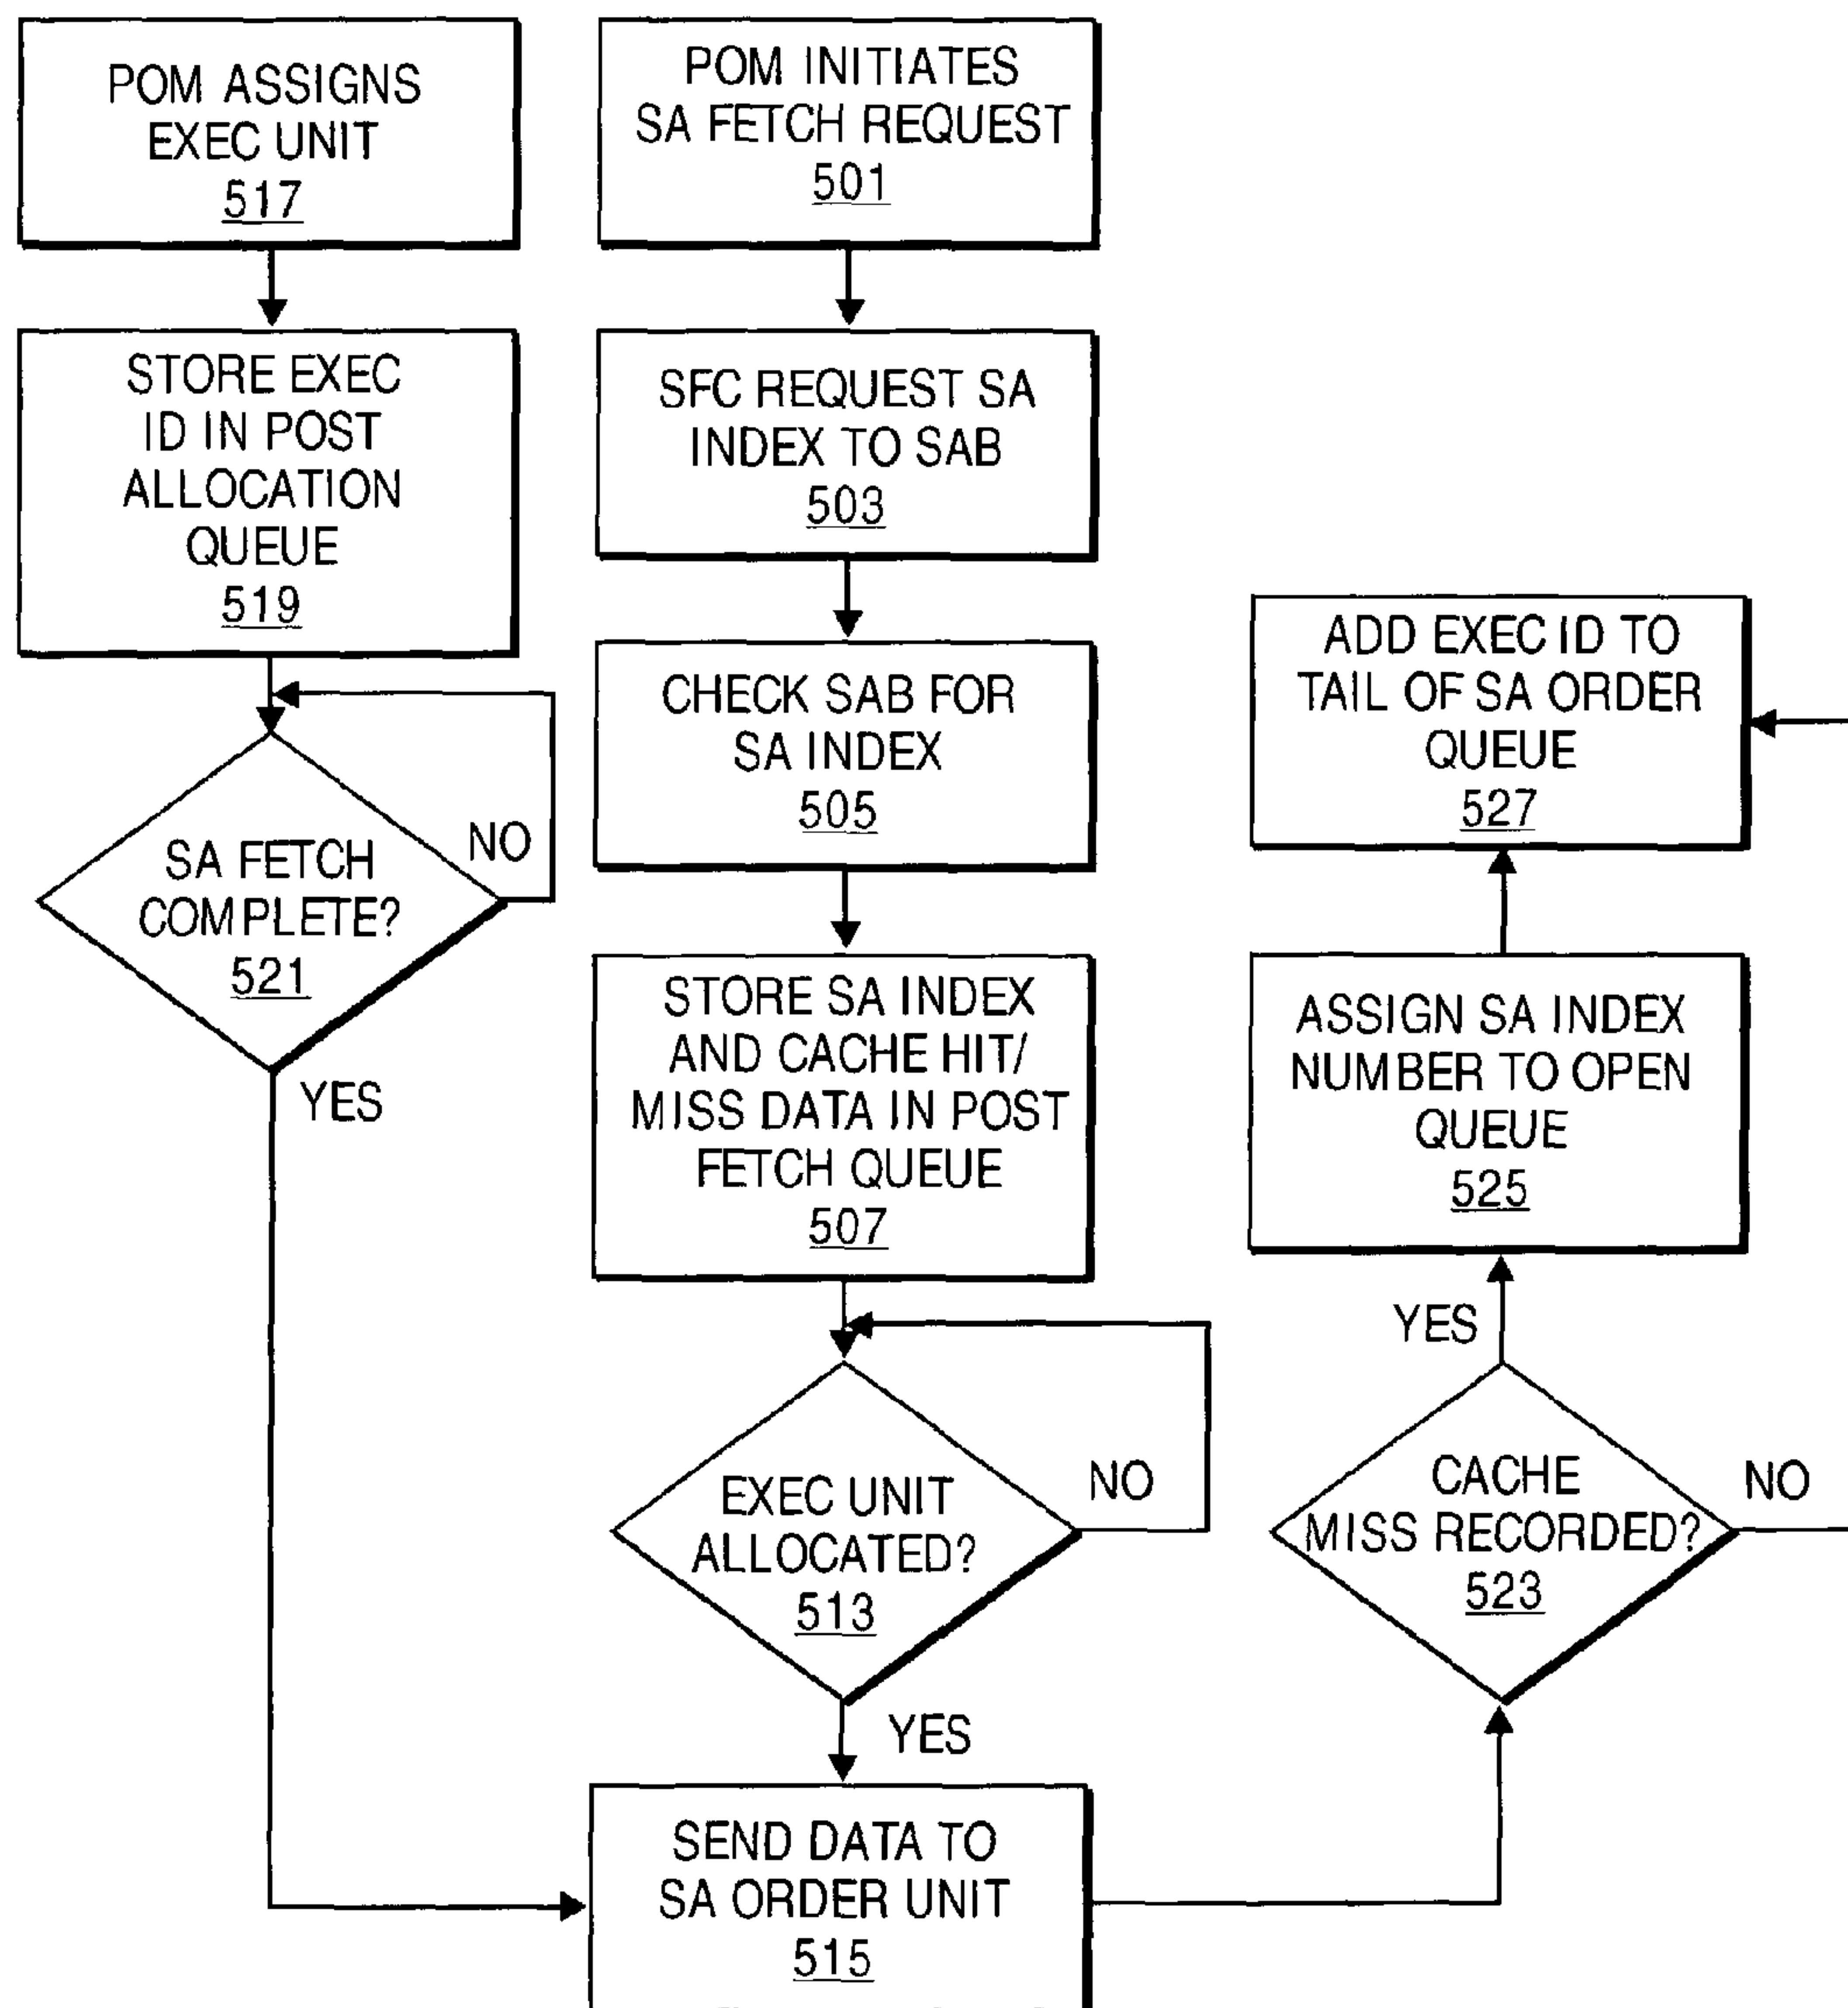 POM ASSIGNS
EXEC UNIT
517
POM INITIATES
SA FETCH REQUEST
501
STORE EXEC
ID IN POST
ALLOCATION
QUEUE
519
SFC REQUEST SA
INDEX TO SAB
503
SA FETCH
COMPLETE?
521
NO
YES
CHECK SAB FOR
SA INDEX
505
STORE SA INDEX
AND CACHE HIT/
MISS DATA IN POST
FETCH QUEUE
507
EXEC UNIT
ALLOCATED?
513
NO
YES
SEND DATA TO
SA ORDER UNIT
515
ADD EXEC ID TO
TAIL OF SA ORDER
QUEUE
527
ASSIGN SA INDEX
NUMBER TO OPEN
QUEUE
525
YES
CACHE
MISS RECORDED?
523
NO